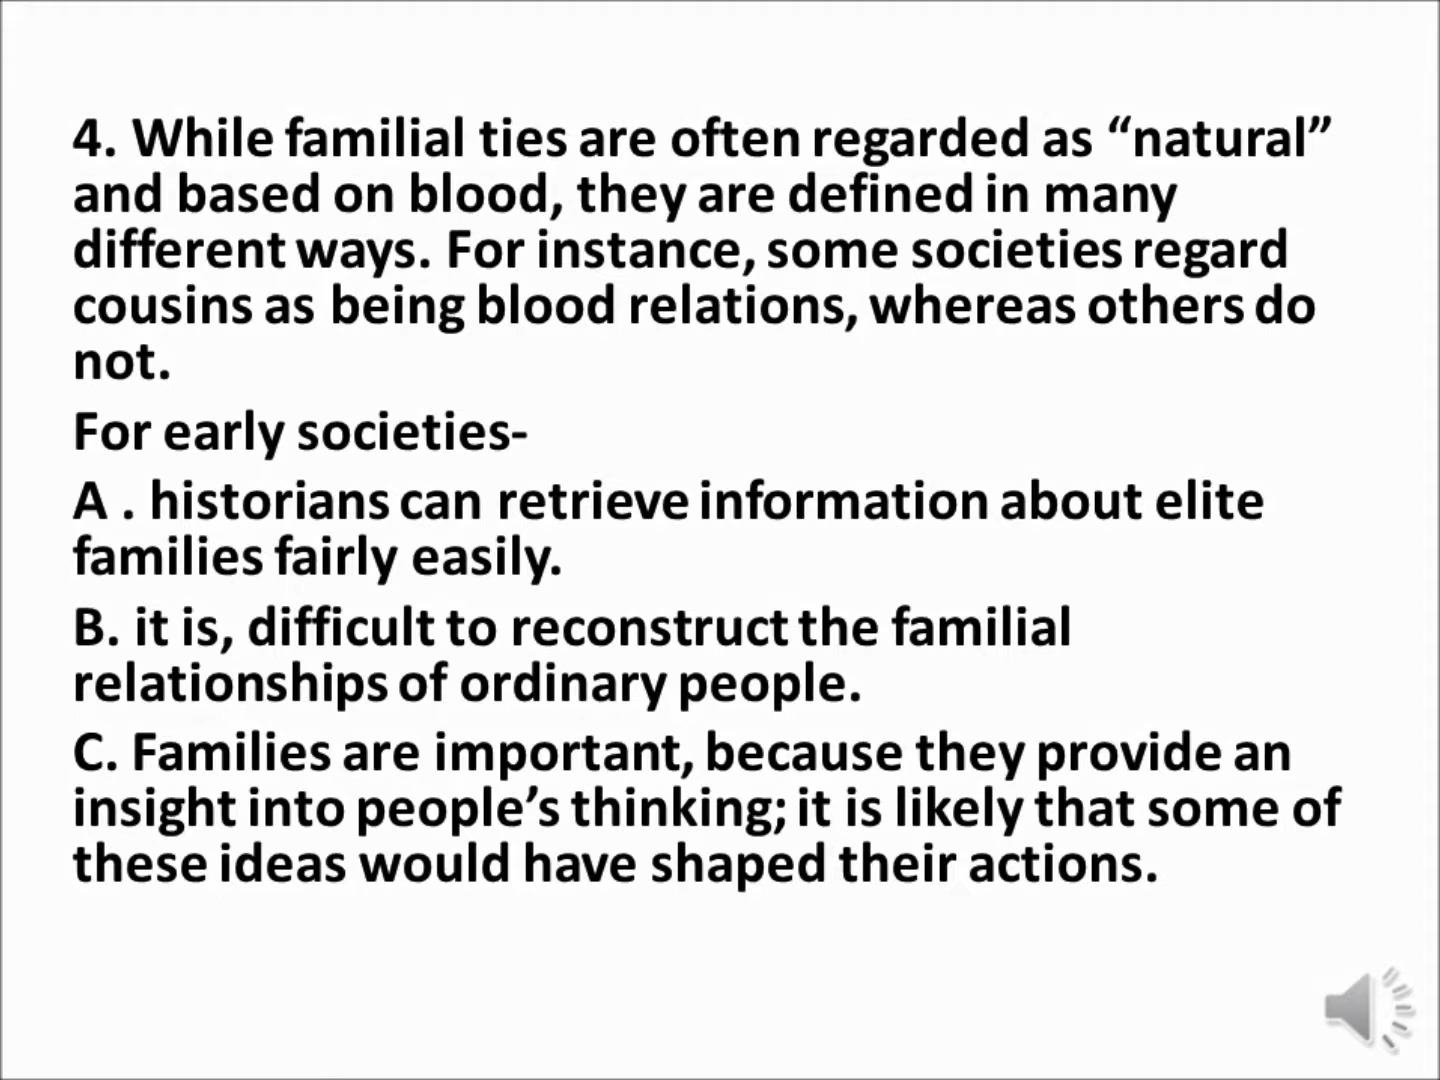 4. While familial ties are often regarded as “natural”
and based on blood, they are defined in many
different ways. For instance, some societies regard
cousins as being blood relations, whereas others do
not.
For early societies-
A . historians can retrieve information about elite
families fairly easily.
B. it is, difficult to reconstruct the familial
relationships of ordinary people.
C. Families are important, because they provide an
insight into people’s thinking; it is likely that some of
these ideas would have shaped their actions.